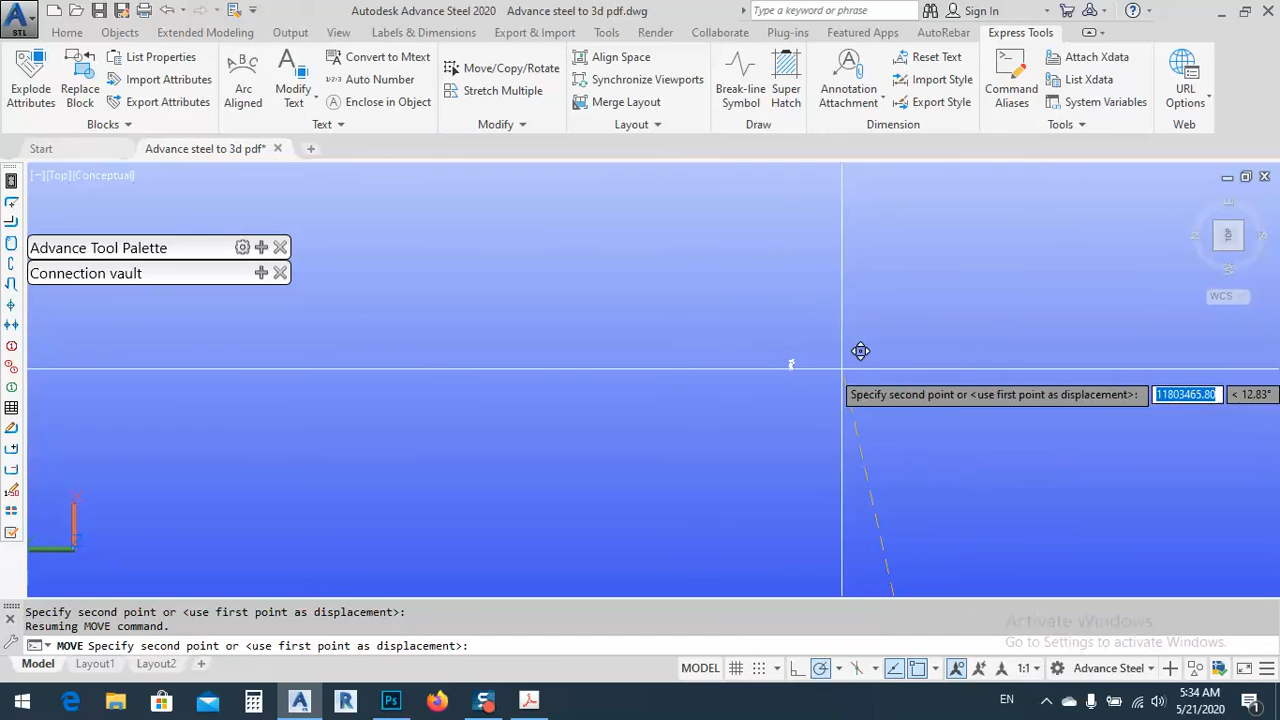 Autodesk Advance Steel 2020 Advance steel to 3d pdf.dwg
Type a keyword or phrase
Sign In
STL
Home Objects Extended Modeling Output View Labels & Dimensions Export & Import Tools Render Collaborate Plug-ins Featured Apps AutoRebar Express Tools
Explode Attributes
Replace Block
List Properties
Import Attributes
Export Attributes
Arc Aligned
Modify Text
Convert to Mtext
Auto Number
Enclose in Object
Move/Copy/Rotate
Stretch Multiple
Align Space
Synchronize Viewports
Merge Layout
Break-line Symbol
Super Hatch
Annotation Attachment
Reset Text
Import Style
Export Style
Command Aliases
Attach Xdata
List Xdata
System Variables
URL Options
Blocks Text Modify Layout Draw Dimension Tools Web
Start Advance steel to 3d pdf*
[−][Top][Conceptual]
Advance Tool Palette
Connection vault
TOP
WCS
Specify second point or <use first point as displacement>: 11803465.80 < 12.83°
Specify second point or <use first point as displacement>:
Resuming MOVE command.
MOVE Specify second point or <use first point as displacement>:
Activate Windows
Go to Settings to activate Windows.
Model Layout1 Layout2
MODEL 1:1 Advance Steel
EN
5:34 AM
5/21/2020